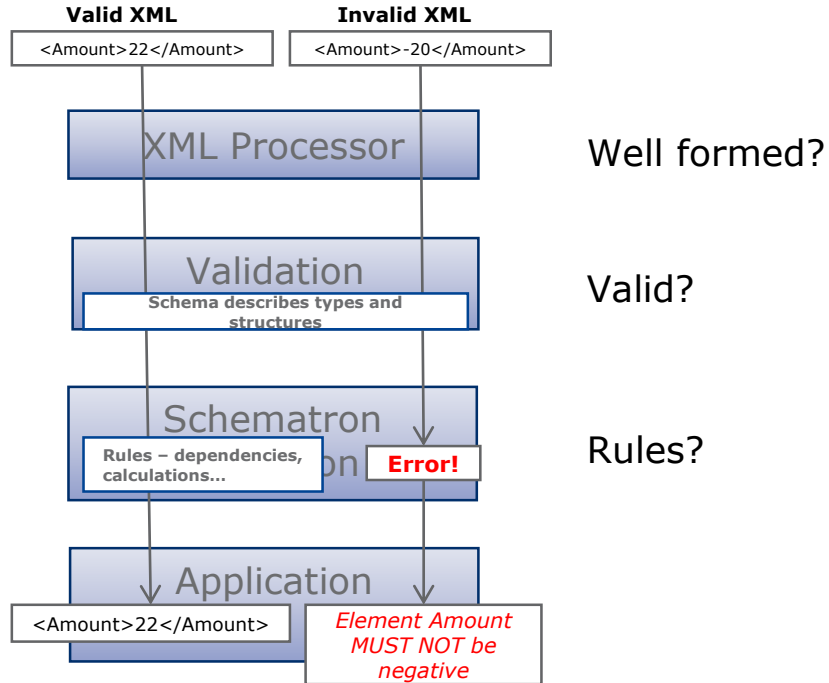 Valid XML
Invalid XML
<Amount>22</Amount>
<Amount>-20</Amount>
XML Processor
Well formed?
Validation
Schema describes types and
structures
Valid?
Schematron
Rules – dependencies,
calculations...
on
Error!
Rules?
Application
<Amount>22</Amount>
Element Amount
MUST NOT be
negative